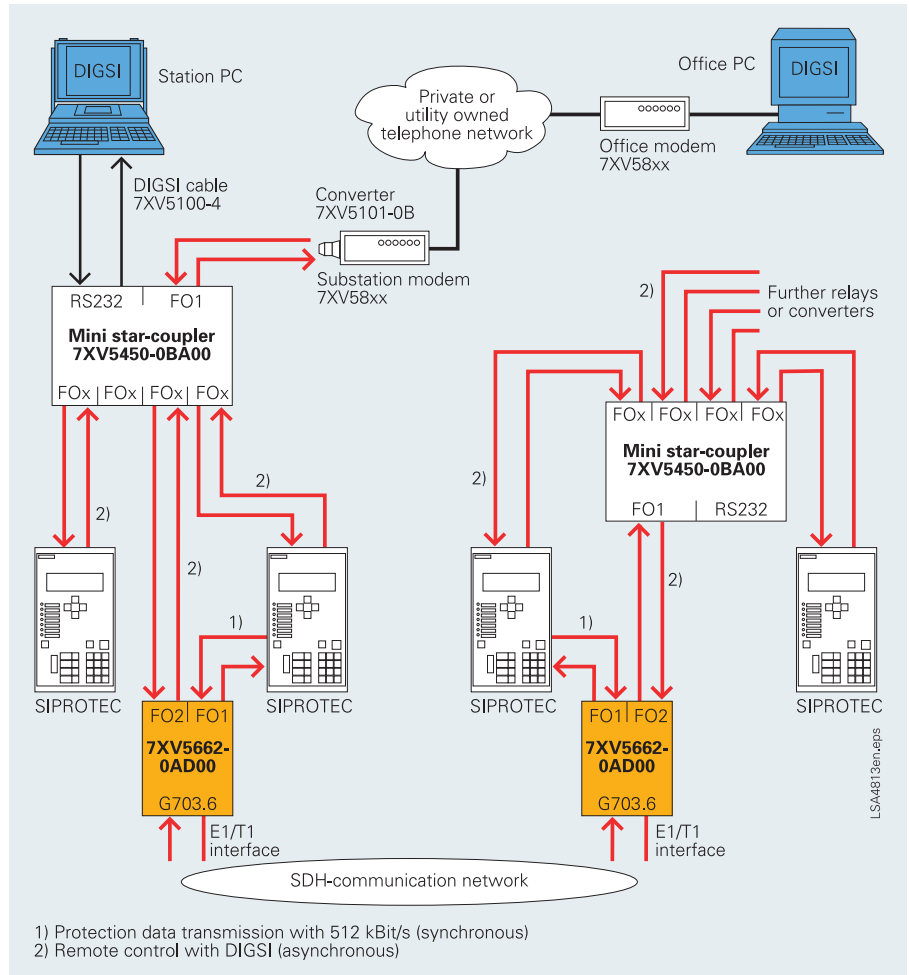 DIGSI
Station PC
Office PC
DIGSI
Private or
utility owned
telephone network
Office modem
7XV58xx
DIGSI cable
7XV5100-4
Converter
7XV5101-0B
Substation modem
7XV58xx
RS232
FO1
Mini star-coupler
7XV5450-0BA00
FOx
FOx
FOx
FOx
2)
Further relays
or converters
FOx
FOx
FOx
FOx
Mini star-coupler
7XV5450-0BA00
FO1
RS232
2)
2)
2)
2)
2)
1)
1)
SIPROTEC
SIPROTEC
SIPROTEC
SIPROTEC
FO2
FO1
7XV5662-
0AD00
G703.6
FO1
FO2
7XV5662-
0AD00
G703.6
E1/T1
interface
E1/T1
interface
SDH-communication network
LSA4813en.eps
1) Protection data transmission with 512 kBit/s (synchronous)
2) Remote control with DIGSI (asynchronous)